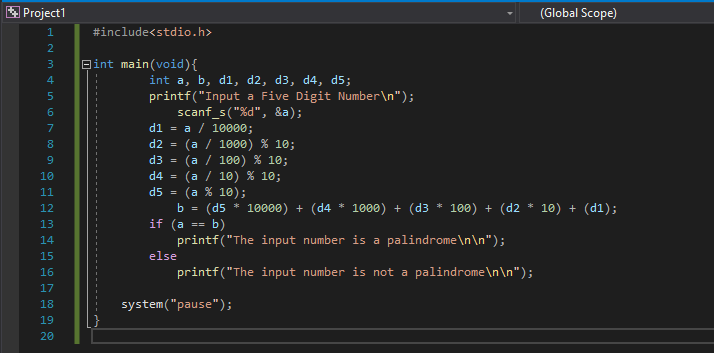 Project1 (Global Scope)
1 #include<stdio.h>
2
3 int main(void){
4 int a, b, d1, d2, d3, d4, d5;
5 printf("Input a Five Digit Number\n");
6 scanf_s("%d", &a);
7 d1 = a / 10000;
8 d2 = (a / 1000) % 10;
9 d3 = (a / 100) % 10;
10 d4 = (a / 10) % 10;
11 d5 = (a % 10);
12 b = (d5 * 10000) + (d4 * 1000) + (d3 * 100) + (d2 * 10) + (d1);
13 if (a == b)
14 printf("The input number is a palindrome\n\n");
15 else
16 printf("The input number is not a palindrome\n\n");
17
18 system("pause");
19 }
20